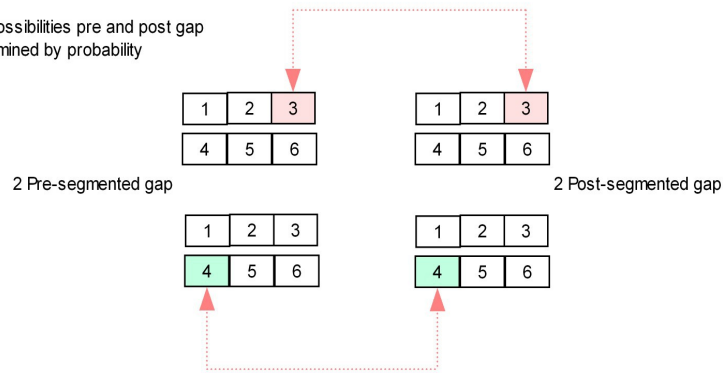 ossibilities pre and post gap
mined by probability
1 2 3 1 2 3
4 5 6 4 5 6
2 Pre-segmented gap 2 Post-segmented gap
1 2 3 1 2 3
4 5 6 4 5 6